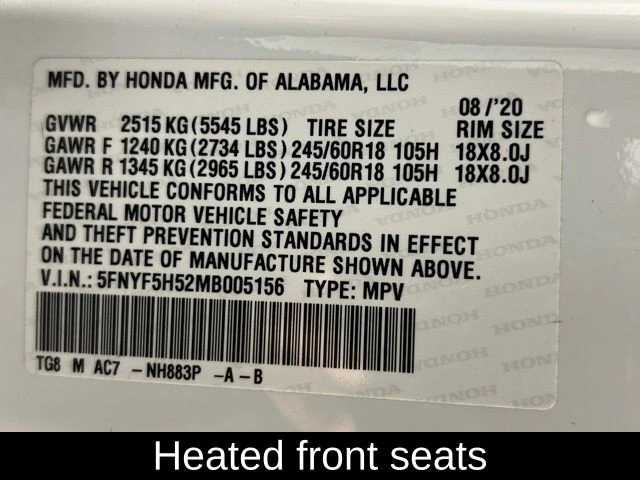 MFD. BY HONDA MFG. OF ALABAMA, LLC
08 /'20
GVWR 2515 KG (5545 LBS) TIRE SIZE RIM SIZE
GAWR F 1240 KG (2734 LBS) 245/60R18 105H 18X8.0J
GAWR R 1345 KG (2965 LBS) 245/60R18 105H 18X8.0J
THIS VEHICLE CONFORMS TO ALL APPLICABLE
FEDERAL MOTOR VEHICLE SAFETY
AND THEFT PREVENTION STANDARDS IN EFFECT
ON THE DATE OF MANUFACTURE SHOWN ABOVE.
V.I.N.: 5FNYF5H52MB005156 TYPE: MPV
TG8 M AC7 -NH883P -A-B
Heated front seats